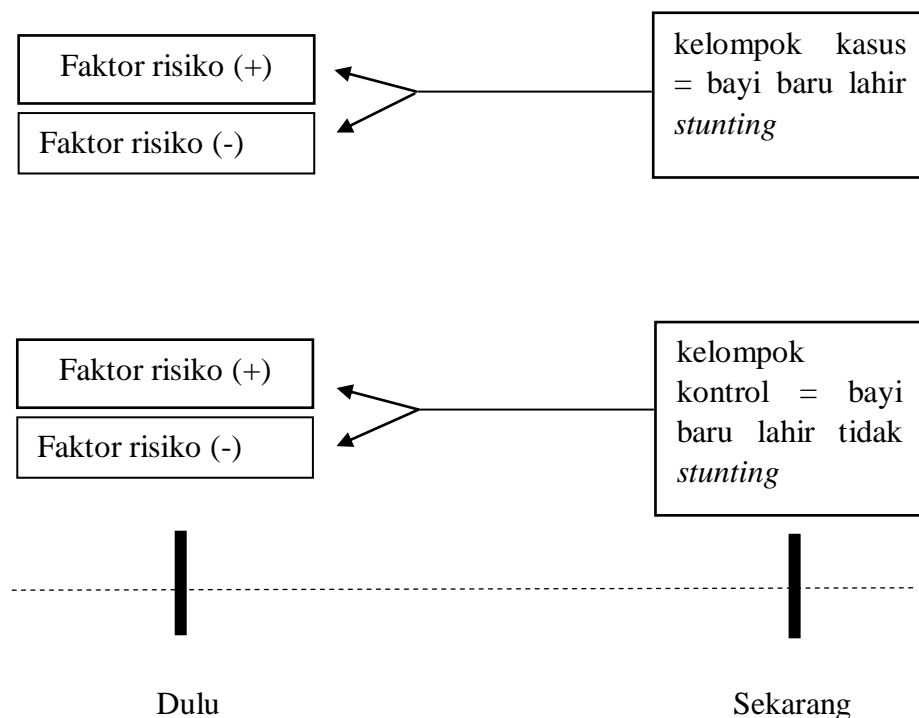 Faktor risiko (+)
Faktor risiko (-)
kelompok kasus
= bayi baru lahir
stunting
Faktor risiko (+)
Faktor risiko (-)
kelompok
kontrol = bayi
baru lahir tidak
stunting
Dulu
Sekarang